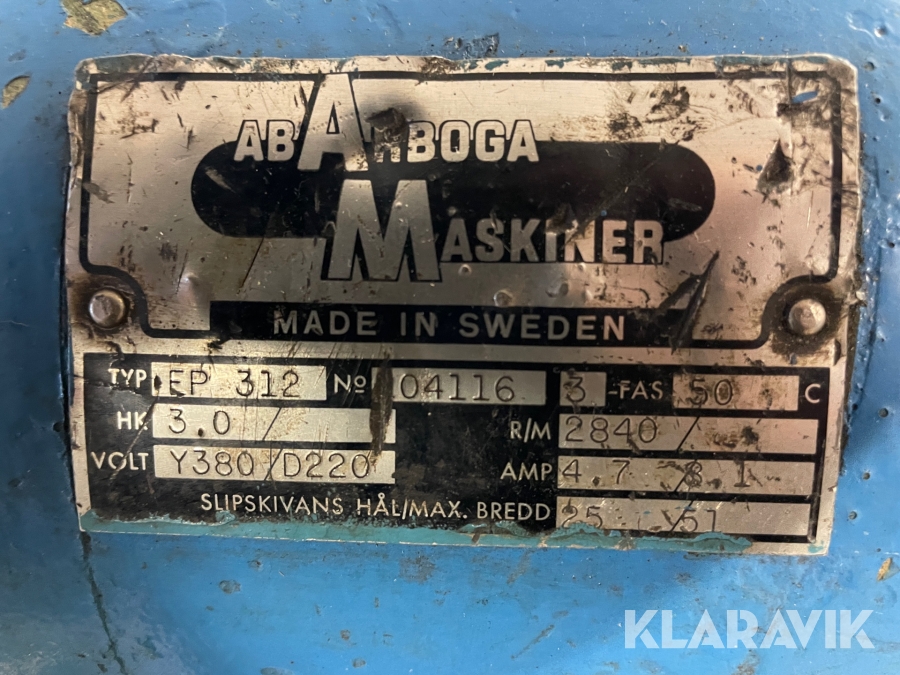 AB ARBOGA
MASKINER
MADE IN SWEDEN
TYP EP 312 No 04116 3 -FAS 50 C
HK 3.0/ R/M 2840/
VOLT Y380/D220 AMP 4.7/8.1
SLIPSKIVANS HÅL/MAX. BREDD 25 /51
KLARAVIK